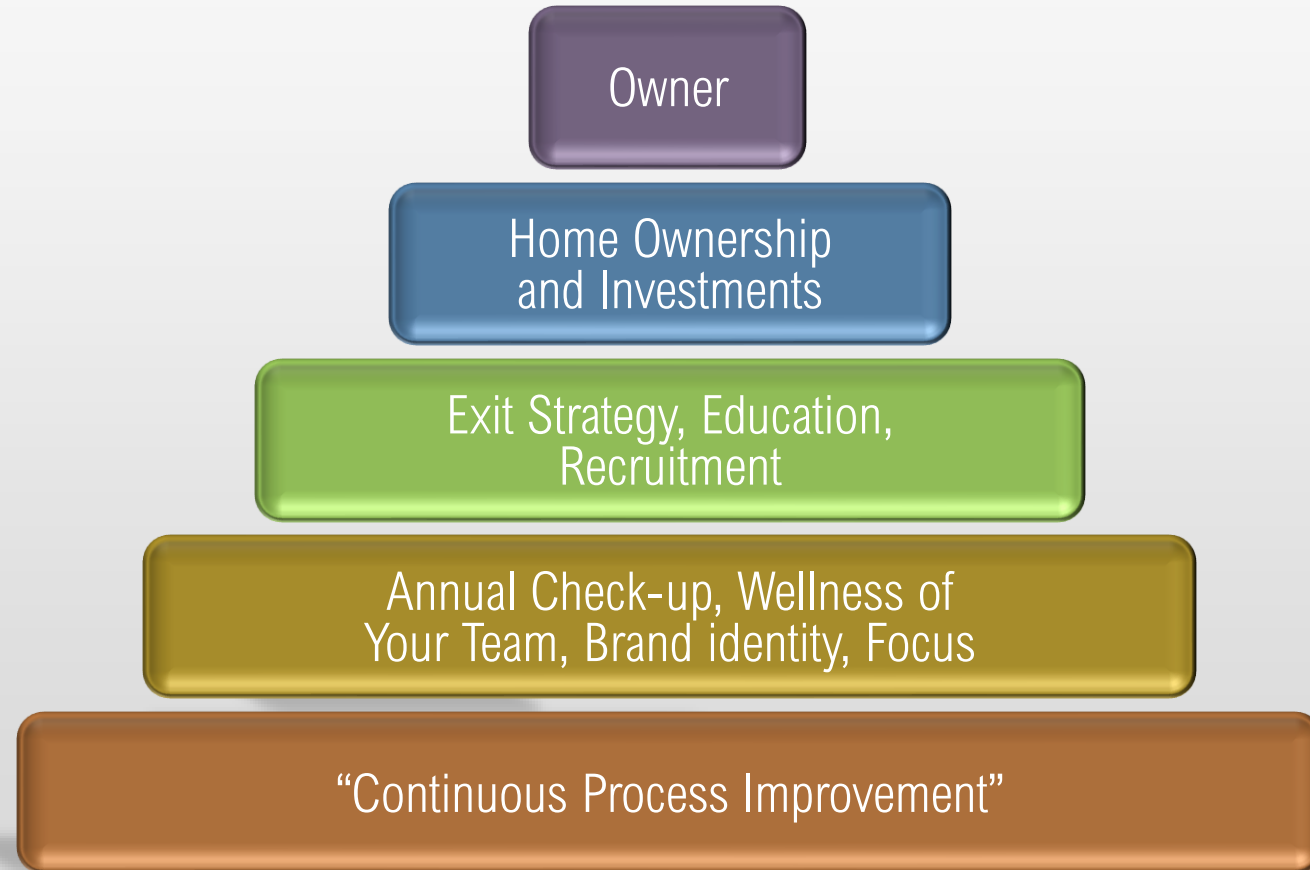 Owner
Home Ownership
and Investments
Exit Strategy, Education,
Recruitment
Annual Check-up, Wellness of
Your Team, Brand identity, Focus
“Continuous Process Improvement”